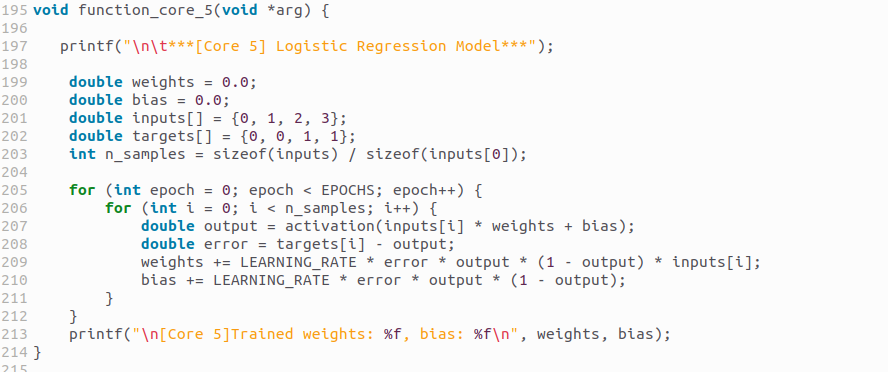 195 void function_core_5(void *arg) {
196
197    printf("\n\t***[Core 5] Logistic Regression Model***");
198
199     double weights = 0.0;
200     double bias = 0.0;
201     double inputs[] = {0, 1, 2, 3};
202     double targets[] = {0, 0, 1, 1};
203     int n_samples = sizeof(inputs) / sizeof(inputs[0]);
204
205     for (int epoch = 0; epoch < EPOCHS; epoch++) {
206         for (int i = 0; i < n_samples; i++) {
207             double output = activation(inputs[i] * weights + bias);
208             double error = targets[i] - output;
209             weights += LEARNING_RATE * error * output * (1 - output) * inputs[i];
210             bias += LEARNING_RATE * error * output * (1 - output);
211         }
212     }
213     printf("\n[Core 5]Trained weights: %f, bias: %f\n", weights, bias);
214 }
215